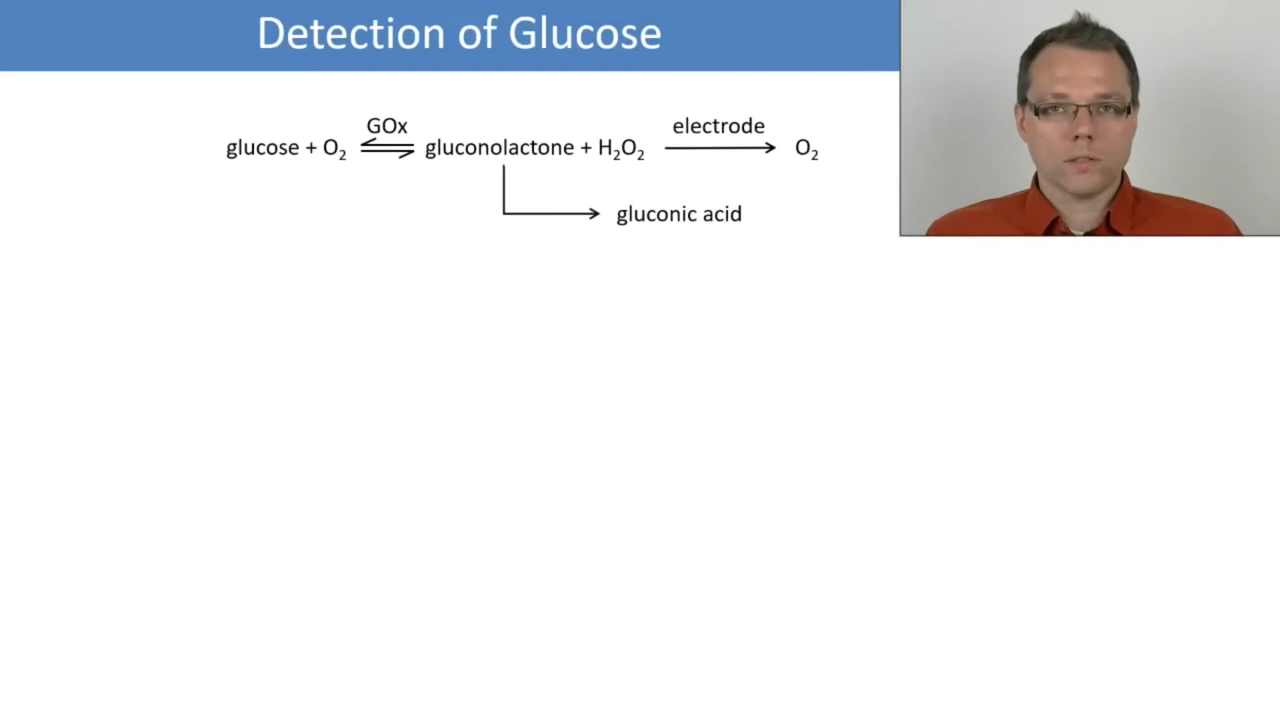 Detection of Glucose
GOx
electrode
glucose + O₂ ⇌ gluconolactone + H₂O₂ → O₂
gluconic acid